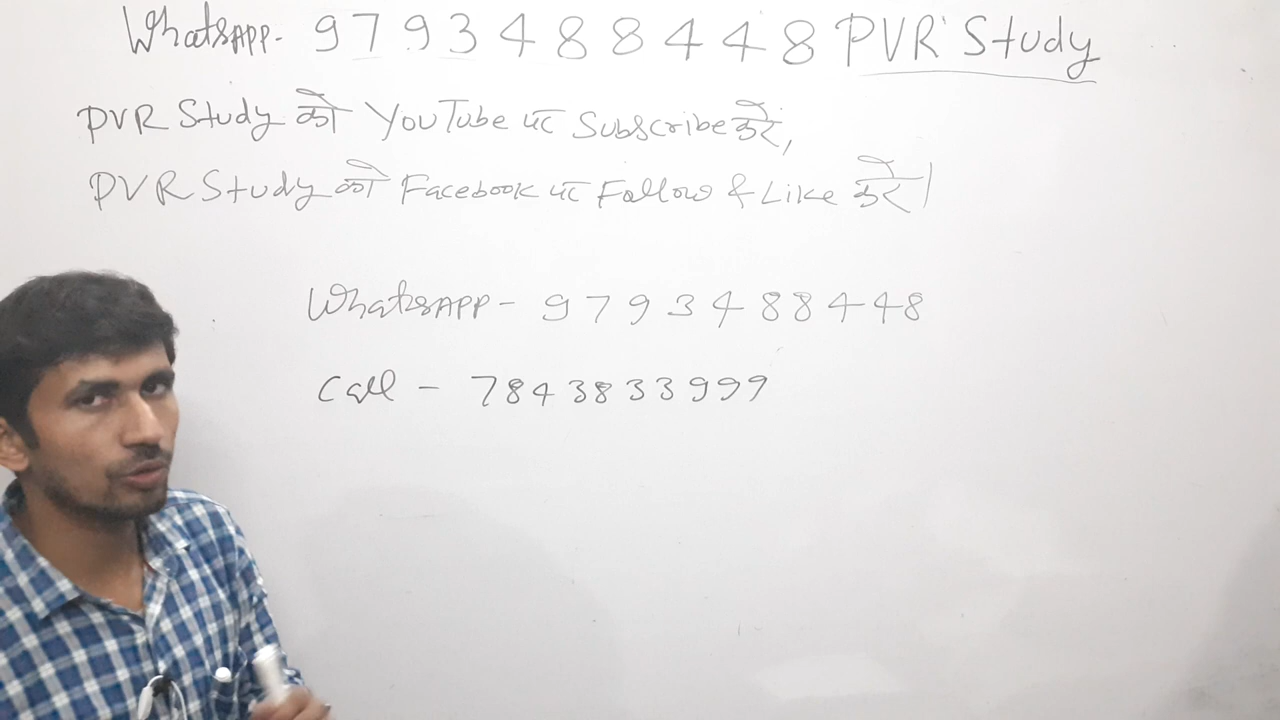 WhatsAPP- 9793488448 PVR Study
PVR Study को YouTube पर Subscribe करें,
PVR Study को Facebook पर Follow & Like करें।
WhatsAPP - 9793488448
Call - 7843833999